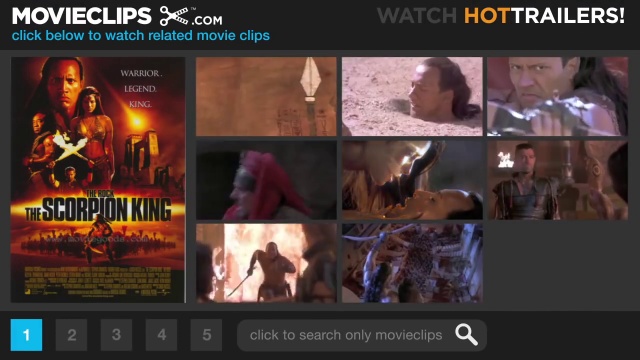 MOVIECLIPS .COM
WATCH HOTTRAILERS!
click below to watch related movie clips
WARRIOR.
LEGEND.
KING.
THE ROCK
THE SCORPION KING
1 2 3 4 5
click to search only movieclips